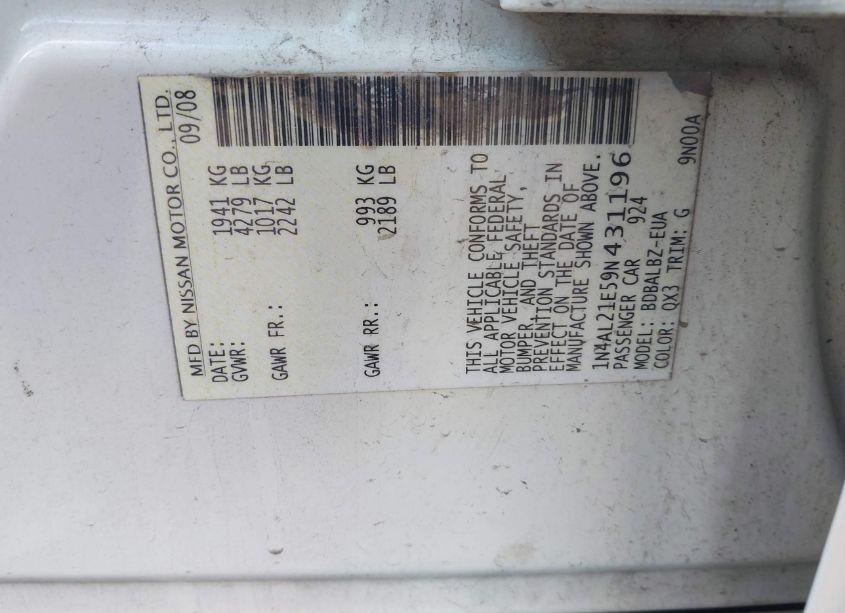 MFD BY NISSAN MOTOR CO., LTD.
DATE: 09/08
GVWR: 1941 KG
4279 LB
GAWR FR.: 1017 KG
2242 LB
GAWR RR.: 993 KG
2189 LB
THIS VEHICLE CONFORMS TO
ALL APPLICABLE FEDERAL
MOTOR VEHICLE SAFETY,
BUMPER, AND THEFT
PREVENTION STANDARDS IN
EFFECT ON THE DATE OF
MANUFACTURE SHOWN ABOVE.
1N4AL21E59N431196
PASSENGER CAR 924
MODEL: BDBALBZ-EUA
COLOR: QX3 TRIM: G 9N00A